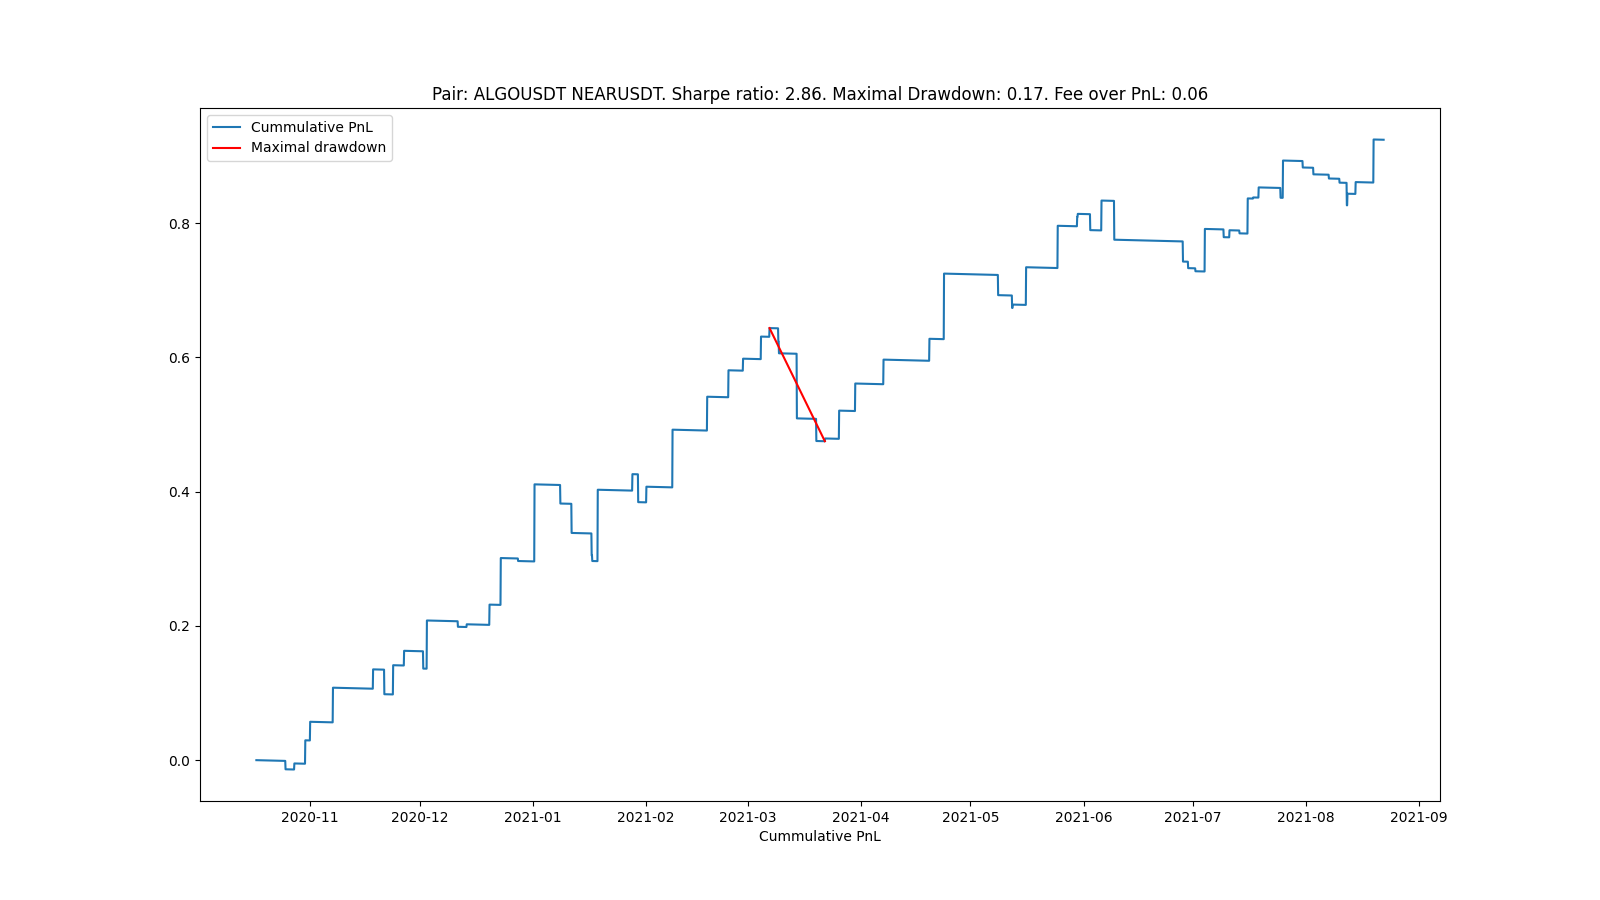 Pair: ALGOUSDT NEARUSDT. Sharpe ratio: 2.86. Maximal Drawdown: 0.17. Fee over PnL: 0.06
Cummulative PnL
Maximal drawdown
0.8
0.6
0.4
0.2
0.0
2020-11 2020-12 2021-01 2021-02 2021-03 2021-04 2021-05 2021-06 2021-07 2021-08 2021-09
Cummulative PnL